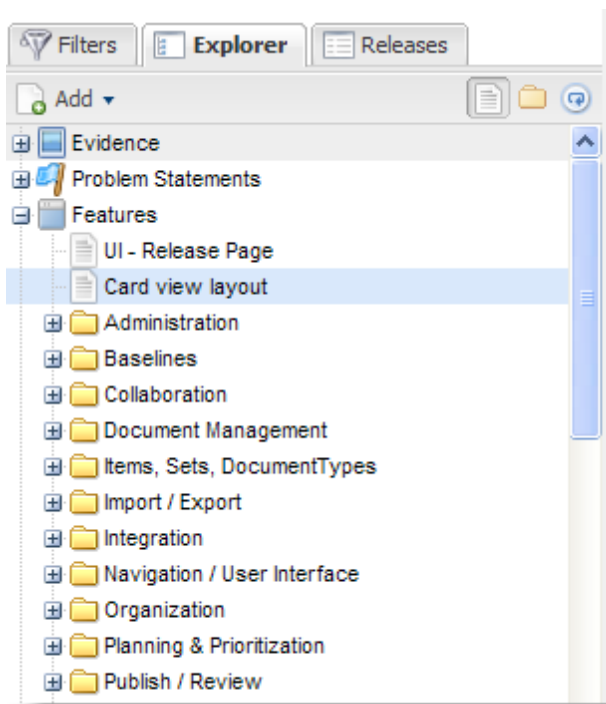 Filters Explorer Releases
Add
Evidence
Problem Statements
Features
UI - Release Page
Card view layout
Administration
Baselines
Collaboration
Document Management
Items, Sets, DocumentTypes
Import / Export
Integration
Navigation / User Interface
Organization
Planning & Prioritization
Publish / Review